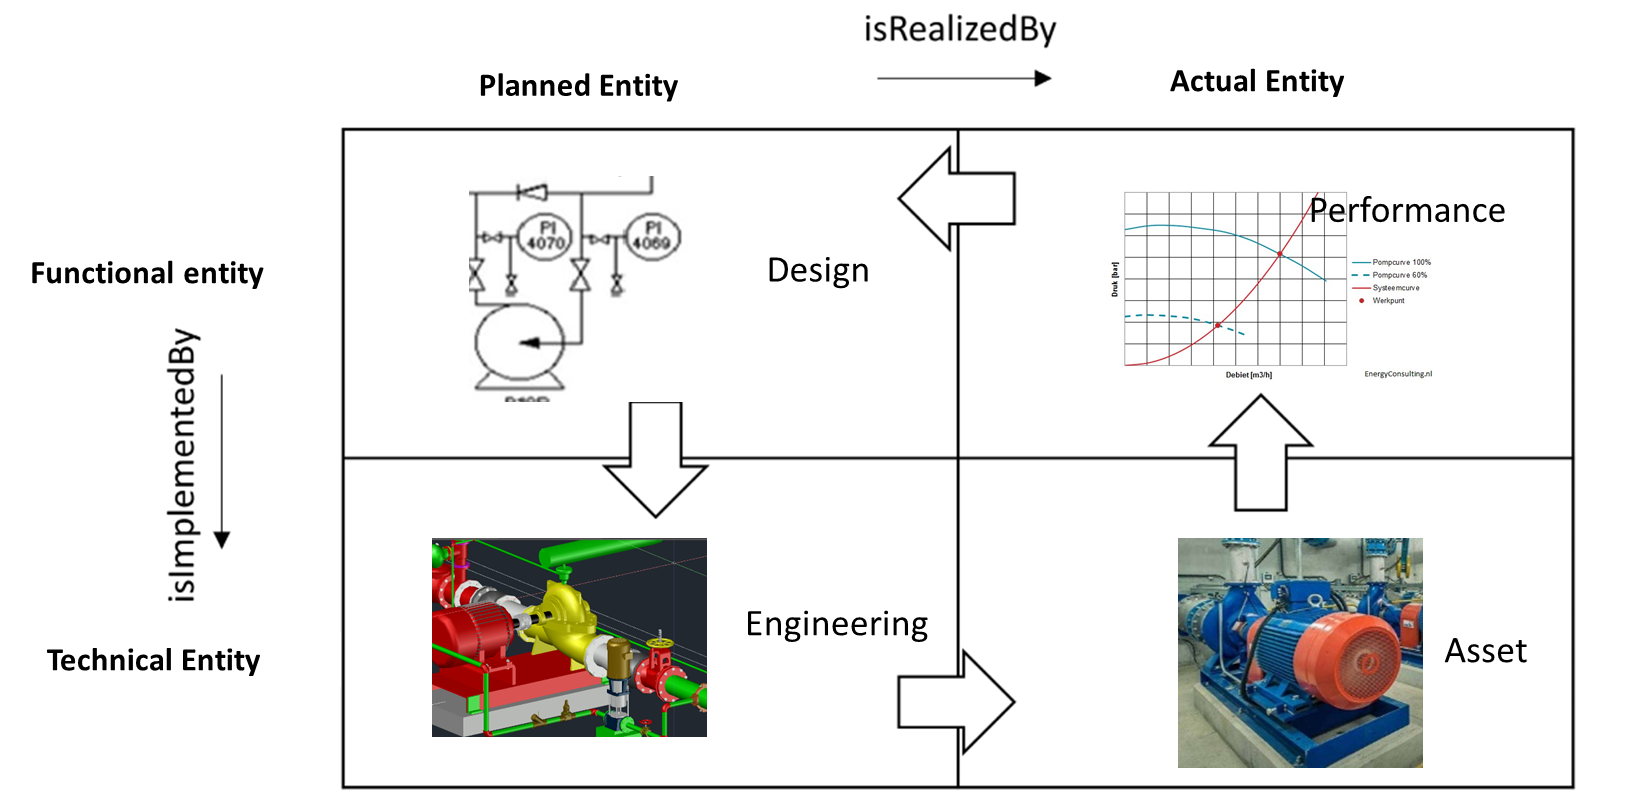 isRealizedBy
Planned Entity
Actual Entity
Functional entity
isImplementedBy
Technical Entity
PI
4070
PI
4069
Design
Performance
Druk [bar]
Pompcurve 100%
Pompcurve 60%
Systeemcurve
Werkpunt
Debiet [m3/h]
EnergyConsulting.nl
Engineering
Asset